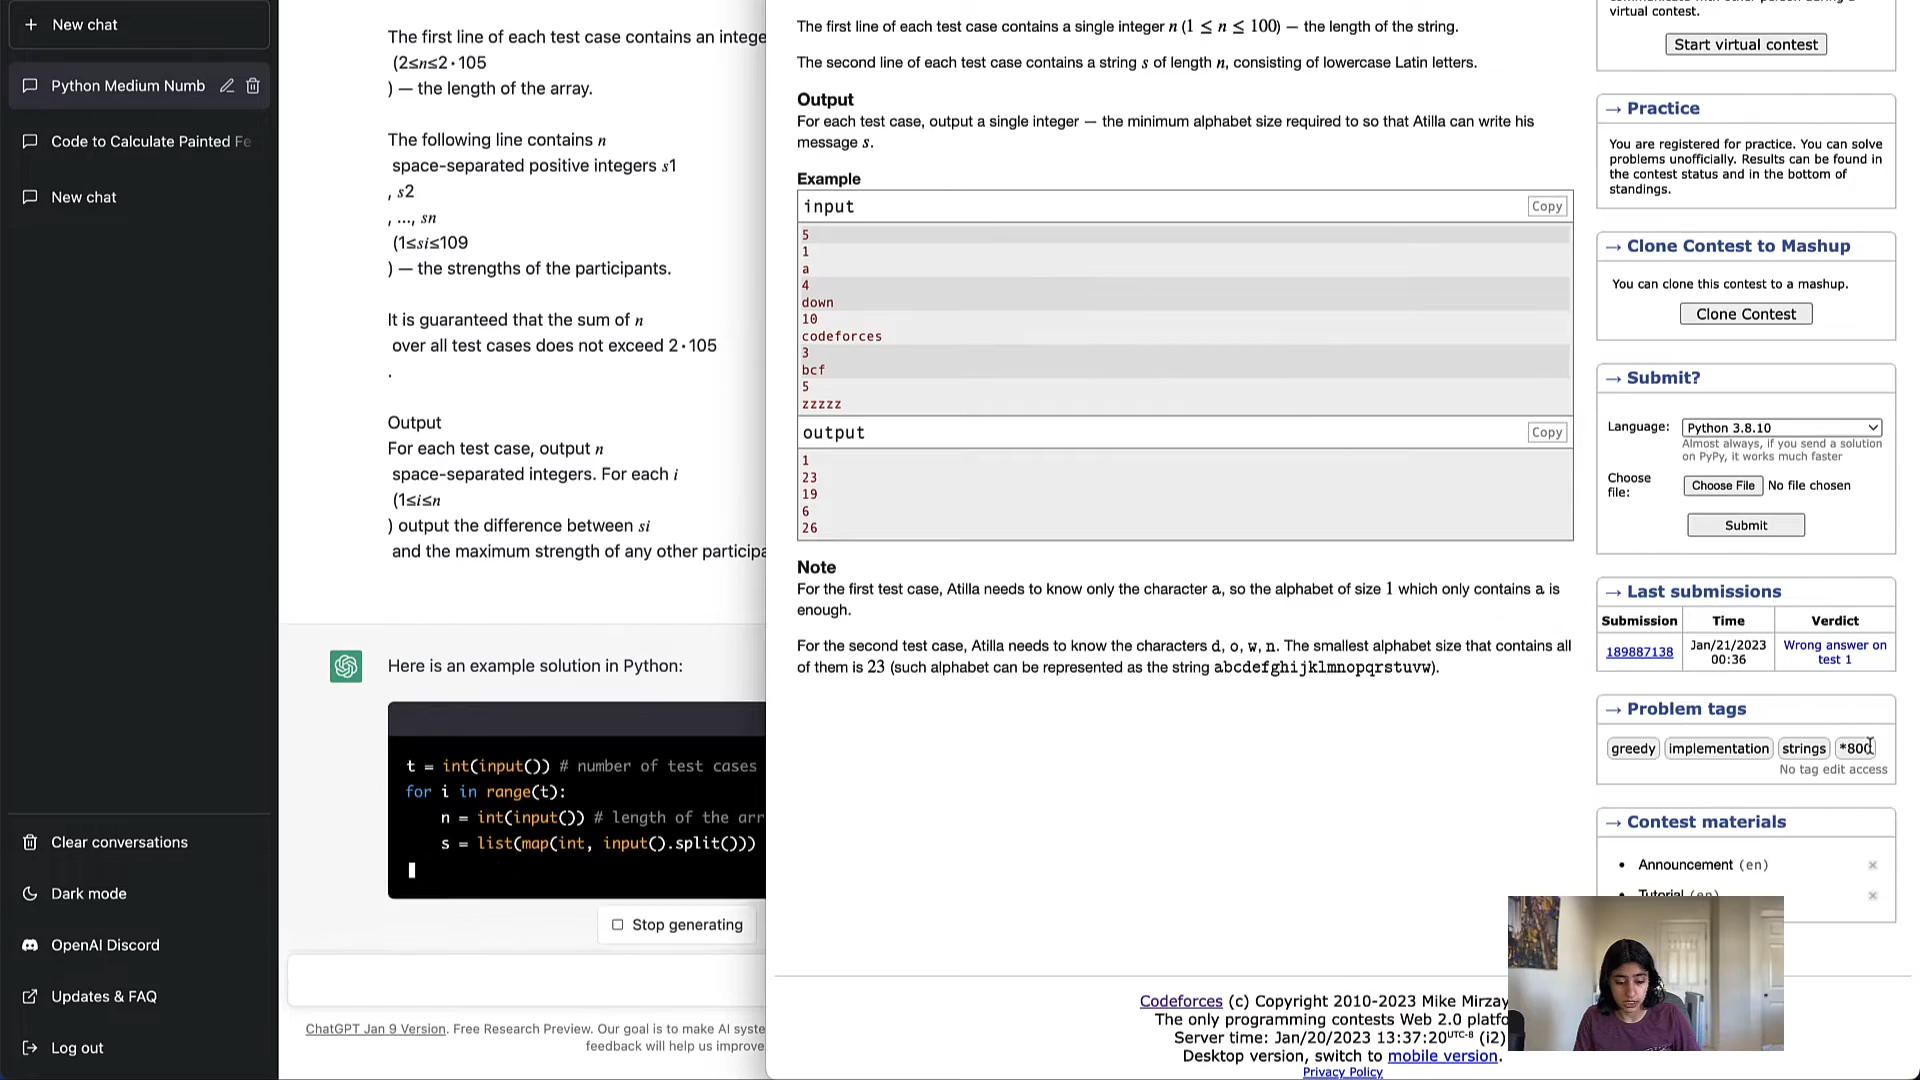 New chat
Python Medium Numb
Code to Calculate Painted Fe
New chat
Clear conversations
Dark mode
OpenAI Discord
Updates & FAQ
Log out
The first line of each test case contains an intege
(2≤n≤2⋅105
) — the length of the array.
The following line contains n
space-separated positive integers s1
, s2
, …, sn
(1≤si≤109
) — the strengths of the participants.
It is guaranteed that the sum of n
over all test cases does not exceed 2⋅105
.
Output
For each test case, output n
space-separated integers. For each i
(1≤i≤n
) output the difference between si
and the maximum strength of any other participa
Here is an example solution in Python:
t = int(input()) # number of test cases
for i in range(t):
n = int(input()) # length of the arr
s = list(map(int, input().split()))
Stop generating
ChatGPT Jan 9 Version. Free Research Preview. Our goal is to make AI syste
feedback will help us improve
The first line of each test case contains a single integer n (1 ≤ n ≤ 100) — the length of the string.
The second line of each test case contains a string s of length n, consisting of lowercase Latin letters.
Output
For each test case, output a single integer — the minimum alphabet size required to so that Atilla can write his
message s.
Example
input
Copy
5
1
a
4
down
10
codeforces
3
bcf
5
zzzzz
output
Copy
1
23
19
6
26
Note
For the first test case, Atilla needs to know only the character a, so the alphabet of size 1 which only contains a is
enough.
For the second test case, Atilla needs to know the characters d, o, w, n. The smallest alphabet size that contains all
of them is 23 (such alphabet can be represented as the string abcdefghijklmnopqrstuvw).
Codeforces (c) Copyright 2010-2023 Mike Mirzay
The only programming contests Web 2.0 platfo
Server time: Jan/20/2023 13:37:20UTC-8 (i2)
Desktop version, switch to mobile version.
Privacy Policy
virtual contest.
Start virtual contest
→ Practice
You are registered for practice. You can solve
problems unofficially. Results can be found in
the contest status and in the bottom of
standings.
→ Clone Contest to Mashup
You can clone this contest to a mashup.
Clone Contest
→ Submit?
Language: Python 3.8.10
Almost always, if you send a solution
on PyPy, it works much faster
Choose
file: Choose File No file chosen
Submit
→ Last submissions
Submission Time Verdict
189887138 Jan/21/2023 00:36 Wrong answer on test 1
→ Problem tags
greedy implementation strings *800
No tag edit access
→ Contest materials
Announcement (en)
Tutorial (en)